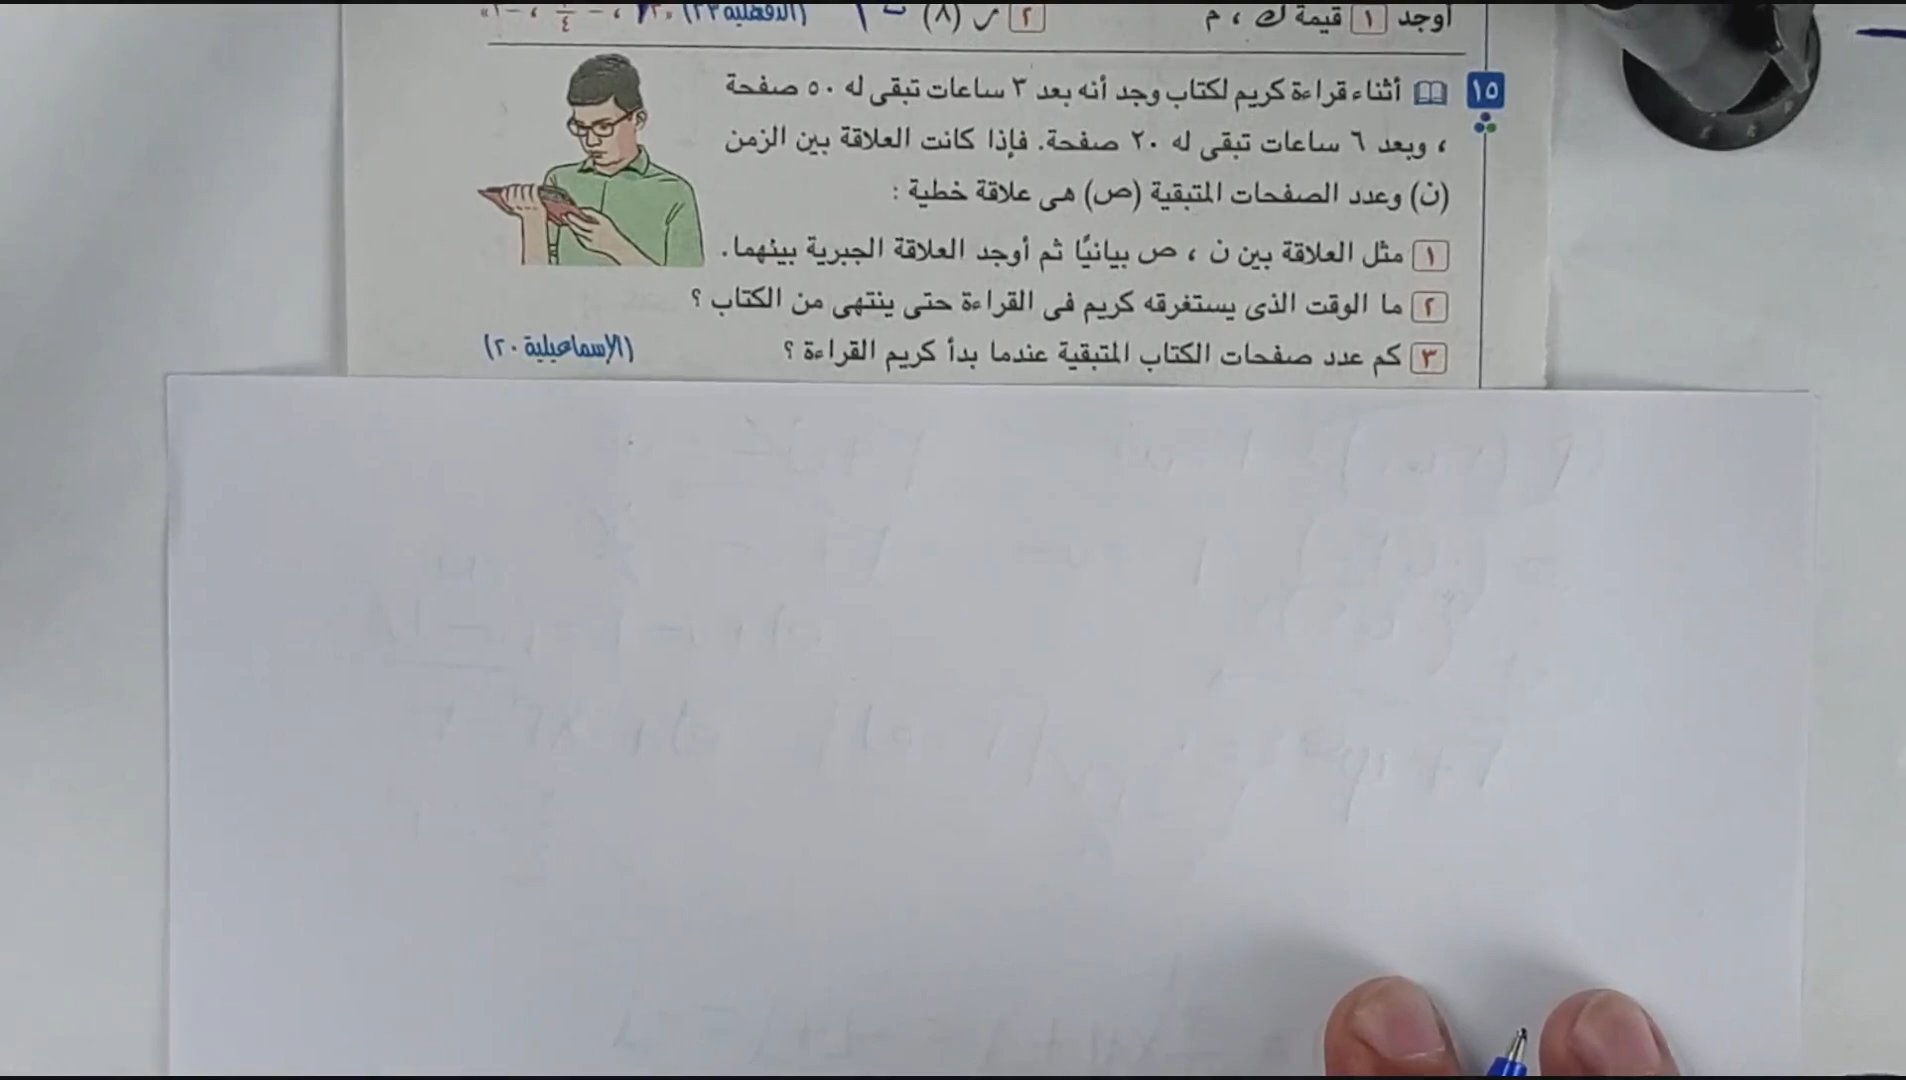 أوجد ١ قيمة ك ، م ٢ ر (٨) (الدقهلية ٢٣)
١٥ أثناء قراءة كريم لكتاب وجد أنه بعد ٣ ساعات تبقى له ٥٠ صفحة
، وبعد ٦ ساعات تبقى له ٢٠ صفحة. فإذا كانت العلاقة بين الزمن
(ن) وعدد الصفحات المتبقية (ص) هى علاقة خطية :
١ مثل العلاقة بين ن ، ص بيانيًا ثم أوجد العلاقة الجبرية بينهما.
٢ ما الوقت الذى يستغرقه كريم فى القراءة حتى ينتهى من الكتاب ؟
٣ كم عدد صفحات الكتاب المتبقية عندما بدأ كريم القراءة ؟ (الإسماعيلية ٢٠)